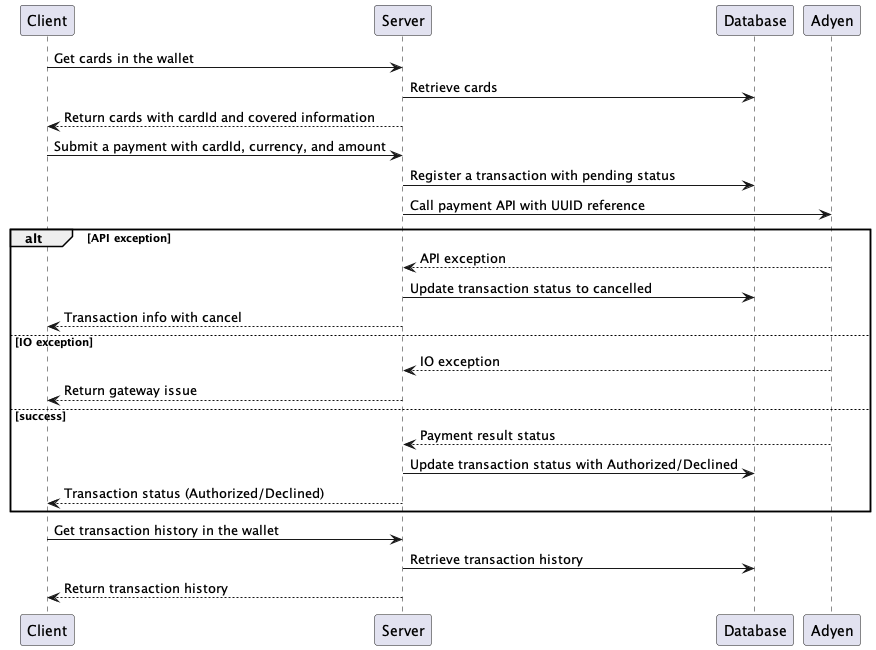 Client Server Database Adyen
Get cards in the wallet
Retrieve cards
Return cards with cardId and covered information
Submit a payment with cardId, currency, and amount
Register a transaction with pending status
Call payment API with UUID reference
alt [API exception]
API exception
Update transaction status to cancelled
Transaction info with cancel
[IO exception]
IO exception
Return gateway issue
[success]
Payment result status
Update transaction status with Authorized/Declined
Transaction status (Authorized/Declined)
Get transaction history in the wallet
Retrieve transaction history
Return transaction history
Client Server Database Adyen